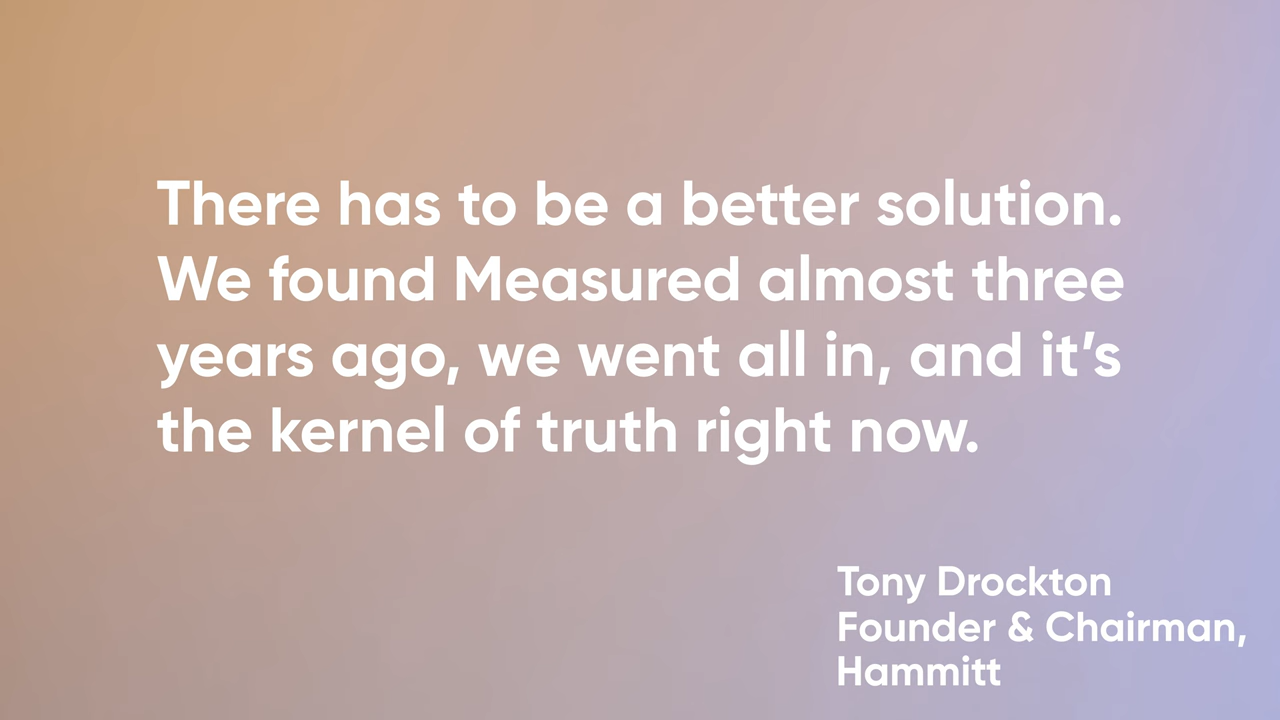 There has to be a better solution.
We found Measured almost three
years ago, we went all in, and it’s
the kernel of truth right now.
Tony Drockton
Founder & Chairman,
Hammitt